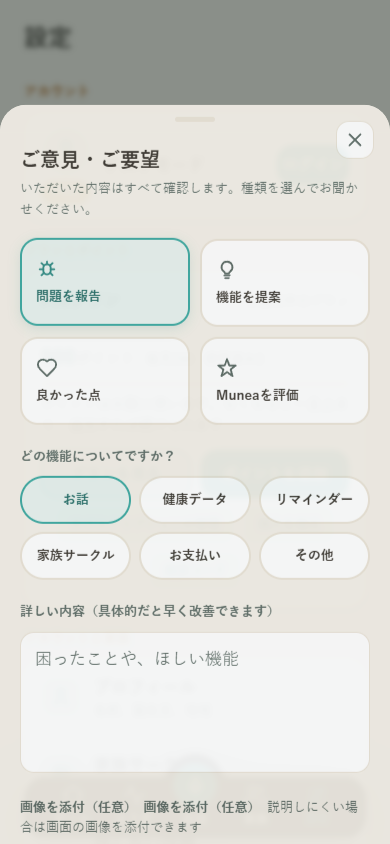 設定
アカウント
ご意見・ご要望
いただいた内容はすべて確認します。種類を選んでお聞か
せください。
問題を報告
機能を提案
良かった点
Muneaを評価
どの機能についてですか？
お話
健康データ
リマインダー
家族サークル
お支払い
その他
詳しい内容（具体的だと早く改善できます）
困ったことや、ほしい機能
画像を添付（任意） 画像を添付（任意） 説明しにくい場
合は画面の画像を添付できます